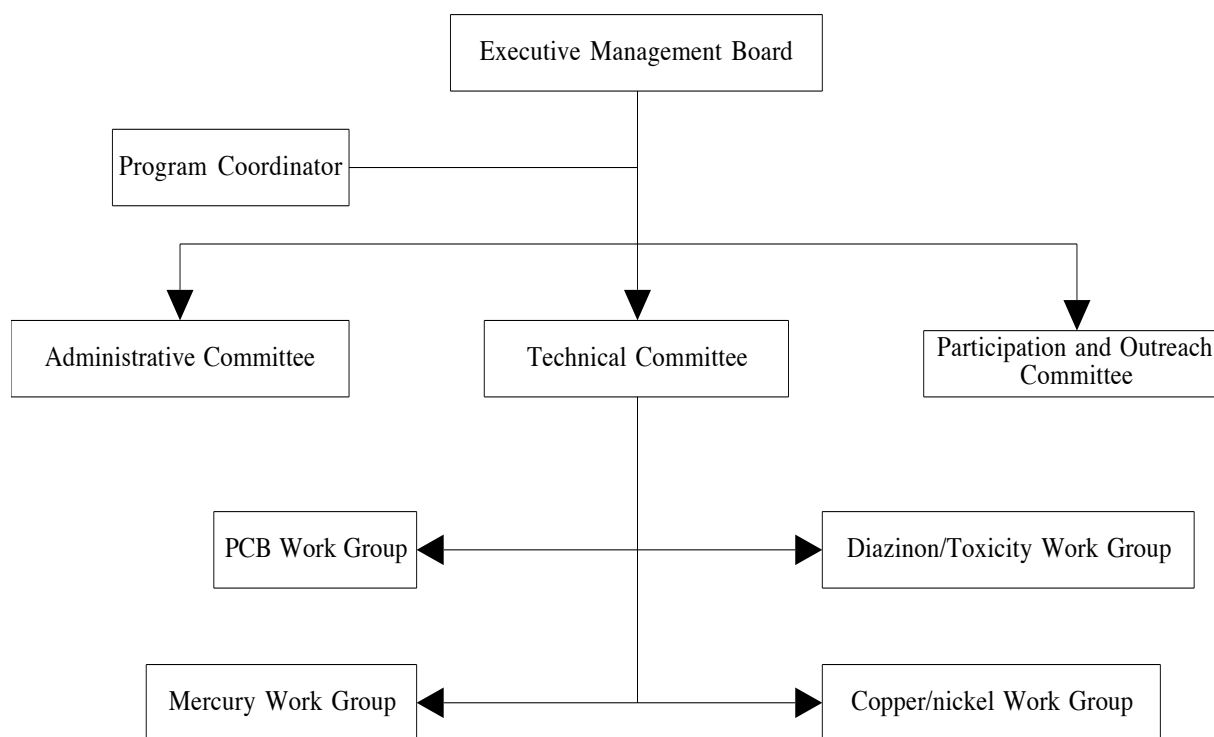 Executive Management Board
Program Coordinator
Administrative Committee
Technical Committee
Participation and Outreach
Committee
PCB Work Group
Diazinon/Toxicity Work Group
Mercury Work Group
Copper/nickel Work Group